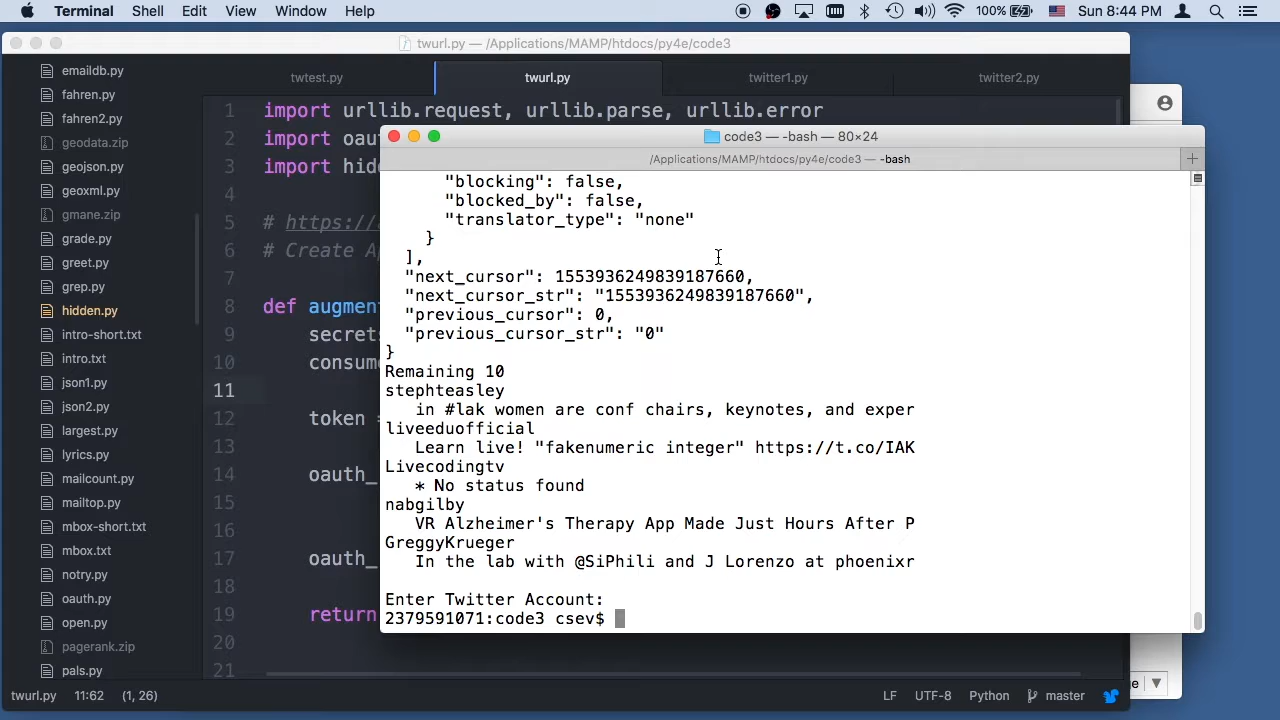 Terminal Shell Edit View Window Help 100% Sun 8:44 PM
twurl.py — /Applications/MAMP/htdocs/py4e/code3
twtest.py twurl.py twitter1.py twitter2.py
emaildb.py
fahren.py
fahren2.py
geodata.zip
geojson.py
geoxml.py
gmane.zip
grade.py
greet.py
grep.py
hidden.py
intro-short.txt
intro.txt
json1.py
json2.py
largest.py
lyrics.py
mailcount.py
mailtop.py
mbox-short.txt
mbox.txt
notry.py
oauth.py
open.py
pagerank.zip
pals.py
1 import urllib.request, urllib.parse, urllib.error
2 import oau
3 import hid
4
5 # https://a
6 # Create Ap
7
8 def augmen
9 secrets
10 consume
11
12 token =
13
14 oauth_
15
16
17 oauth_
18
19 return
20
21
code3 — -bash — 80×24
/Applications/MAMP/htdocs/py4e/code3 — -bash
"blocking": false,
"blocked_by": false,
"translator_type": "none"
}
],
"next_cursor": 1553936249839187660,
"next_cursor_str": "1553936249839187660",
"previous_cursor": 0,
"previous_cursor_str": "0"
}
Remaining 10
stephteasley
in #lak women are conf chairs, keynotes, and exper
liveeduofficial
Learn live! "fakenumeric integer" https://t.co/IAK
Livecodingtv
* No status found
nabgilby
VR Alzheimer's Therapy App Made Just Hours After P
GreggyKrueger
In the lab with @SiPhili and J Lorenzo at phoenixr
Enter Twitter Account:
2379591071:code3 csev$
twurl.py 11:62 (1, 26) LF UTF-8 Python master